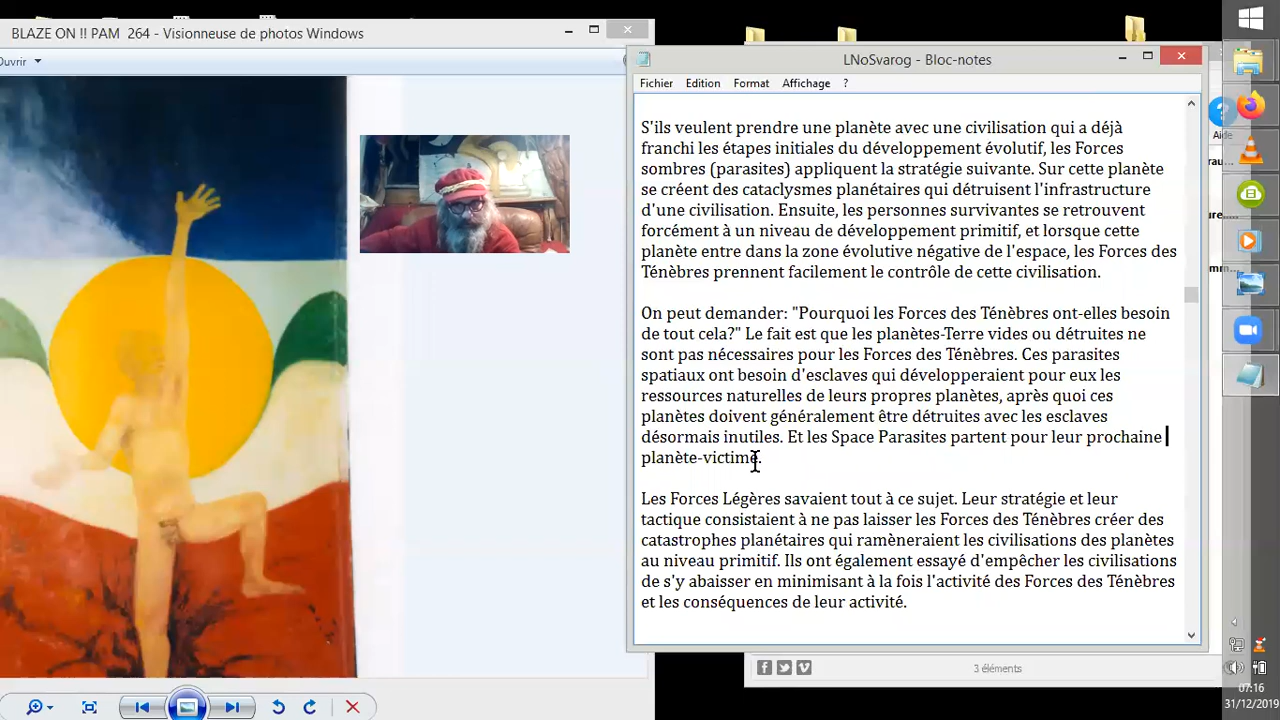 BLAZE ON !! PAM 264 - Visionneuse de photos Windows
LNoSvarog - Bloc-notes
Fichier Edition Format Affichage ?
S'ils veulent prendre une planète avec une civilisation qui a déjà
franchi les étapes initiales du développement évolutif, les Forces
sombres (parasites) appliquent la stratégie suivante. Sur cette planète
se créent des cataclysmes planétaires qui détruisent l'infrastructure
d'une civilisation. Ensuite, les personnes survivantes se retrouvent
forcément à un niveau de développement primitif, et lorsque cette
planète entre dans la zone évolutive négative de l'espace, les Forces des
Ténèbres prennent facilement le contrôle de cette civilisation.
On peut demander: "Pourquoi les Forces des Ténèbres ont-elles besoin
de tout cela?" Le fait est que les planètes-Terre vides ou détruites ne
sont pas nécessaires pour les Forces des Ténèbres. Ces parasites
spatiaux ont besoin d'esclaves qui développeraient pour eux les
ressources naturelles de leurs propres planètes, après quoi ces
planètes doivent généralement être détruites avec les esclaves
désormais inutiles. Et les Space Parasites partent pour leur prochaine
planète-victime.
Les Forces Légères savaient tout à ce sujet. Leur stratégie et leur
tactique consistaient à ne pas laisser les Forces des Ténèbres créer des
catastrophes planétaires qui ramèneraient les civilisations des planètes
au niveau primitif. Ils ont également essayé d'empêcher les civilisations
de s'y abaisser en minimisant à la fois l'activité des Forces des Ténèbres
et les conséquences de leur activité.
3 éléments
Aide
07:16
31/12/2019